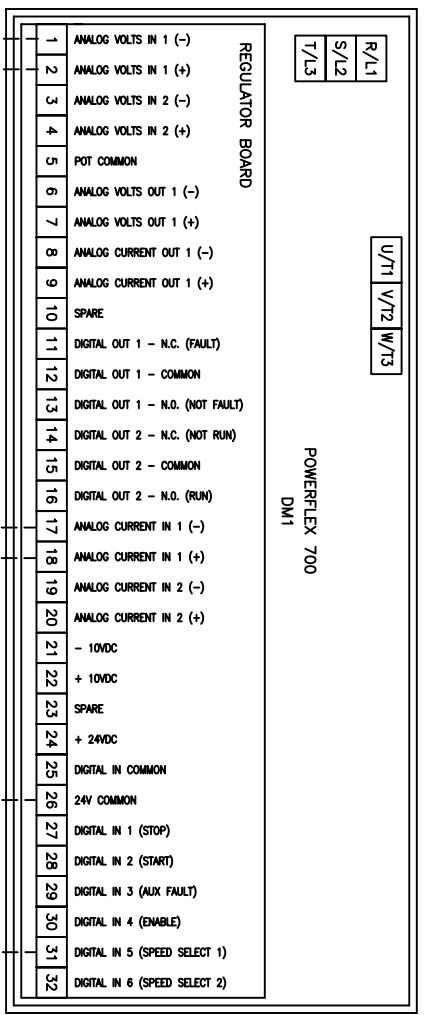 1 ANALOG VOLTS IN 1 (-)
2 ANALOG VOLTS IN 1 (+)
3 ANALOG VOLTS IN 2 (-)
4 ANALOG VOLTS IN 2 (+)
5 POT COMMON
6 ANALOG VOLTS OUT 1 (-)
7 ANALOG VOLTS OUT 1 (+)
8 ANALOG CURRENT OUT 1 (-)
9 ANALOG CURRENT OUT 1 (+)
10 SPARE
11 DIGITAL OUT 1 - N.C. (FAULT)
12 DIGITAL OUT 1 - COMMON
13 DIGITAL OUT 1 - N.O. (NOT FAULT)
14 DIGITAL OUT 2 - N.C. (NOT RUN)
15 DIGITAL OUT 2 - COMMON
16 DIGITAL OUT 2 - N.O. (RUN)
17 ANALOG CURRENT IN 1 (-)
18 ANALOG CURRENT IN 1 (+)
19 ANALOG CURRENT IN 2 (-)
20 ANALOG CURRENT IN 2 (+)
21 - 10VDC
22 + 10VDC
23 SPARE
24 + 24VDC
25 DIGITAL IN COMMON
26 24V COMMON
27 DIGITAL IN 1 (STOP)
28 DIGITAL IN 2 (START)
29 DIGITAL IN 3 (AUX FAULT)
30 DIGITAL IN 4 (ENABLE)
31 DIGITAL IN 5 (SPEED SELECT 1)
32 DIGITAL IN 6 (SPEED SELECT 2)
REGULATOR BOARD
R/L1
S/L2
T/L3
U/T1 V/T2 W/T3
POWERFLEX 700
DM1